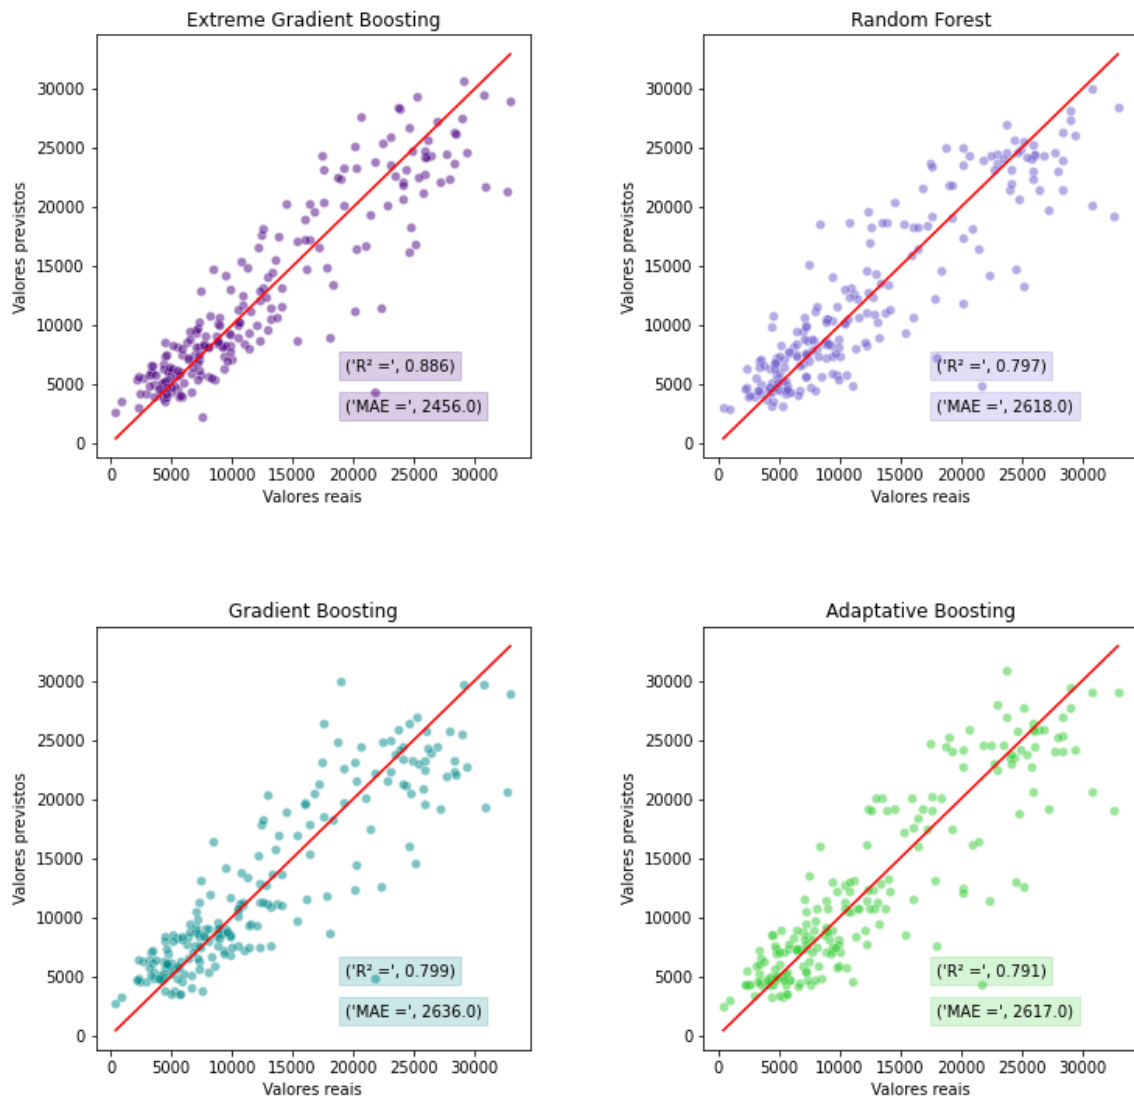 Extreme Gradient Boosting
Valores previstos
30000
25000
20000
15000
10000
5000
0
('R² =', 0.886)
('MAE =', 2456.0)
0 5000 10000 15000 20000 25000 30000
Valores reais
Random Forest
Valores previstos
30000
25000
20000
15000
10000
5000
0
('R² =', 0.797)
('MAE =', 2618.0)
0 5000 10000 15000 20000 25000 30000
Valores reais
Gradient Boosting
Valores previstos
30000
25000
20000
15000
10000
5000
0
('R² =', 0.799)
('MAE =', 2636.0)
0 5000 10000 15000 20000 25000 30000
Valores reais
Adaptative Boosting
Valores previstos
30000
25000
20000
15000
10000
5000
0
('R² =', 0.791)
('MAE =', 2617.0)
0 5000 10000 15000 20000 25000 30000
Valores reais